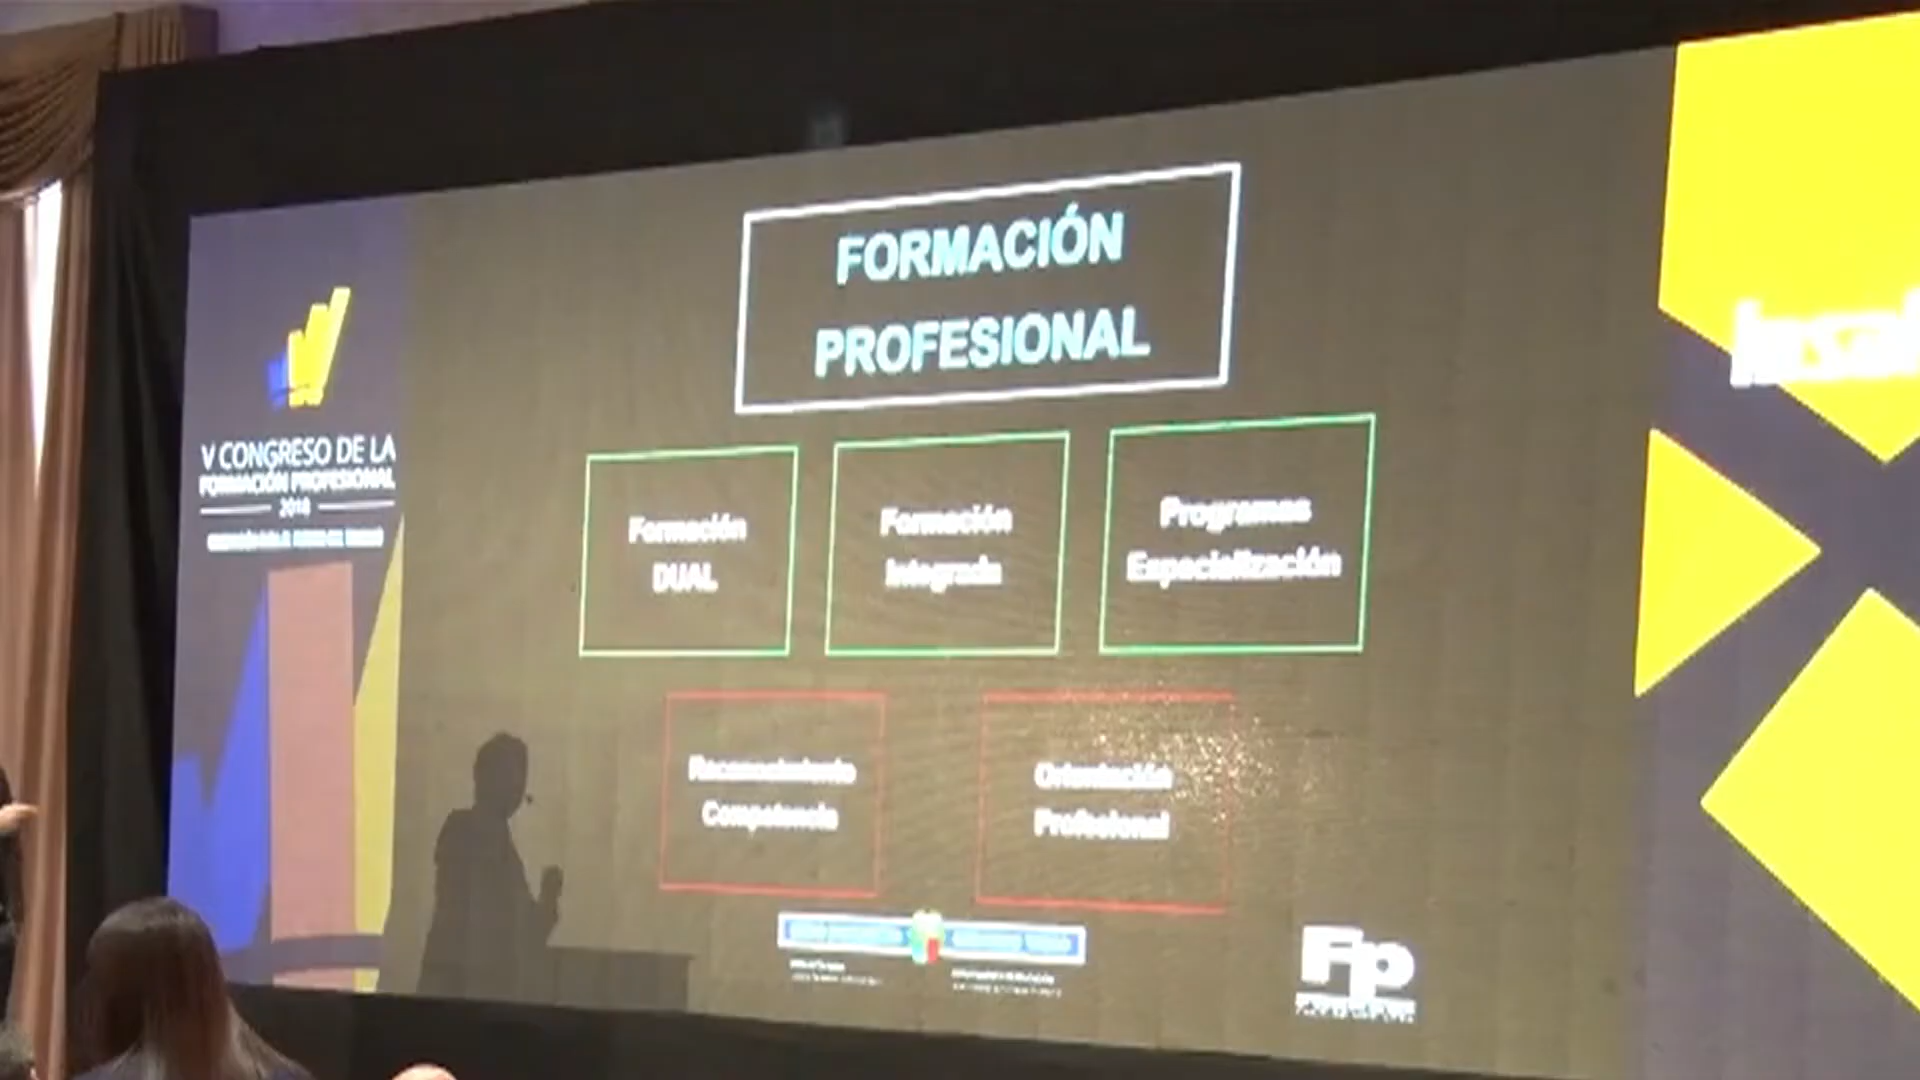 V CONGRESO DE LA
FORMACIÓN PROFESIONAL
2018
FORMACIÓN
PROFESIONAL
Formación
DUAL
Formación
Integrada
Programas
Especialización
Reconocimiento
Competencia
Orientación
Profesional
Fp